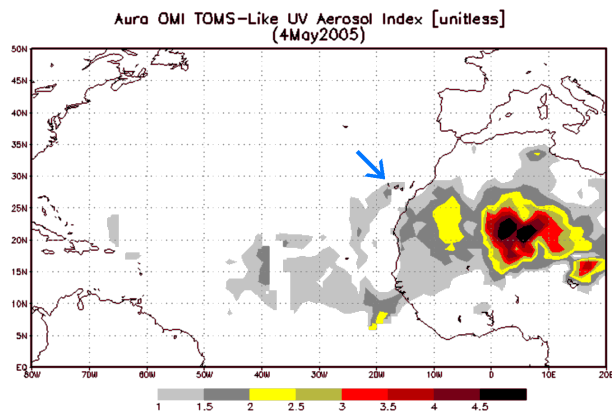 Aura OMI TOMS-Like UV Aerosol Index [unitless]
(4May2005)
50N
45N
40N
35N
30N
25N
20N
15N
10N
5N
EQ
80W 70W 60W 50W 40W 30W 20W 10W 0 10E 20E
1 1.5 2 2.5 3 3.5 4 4.5